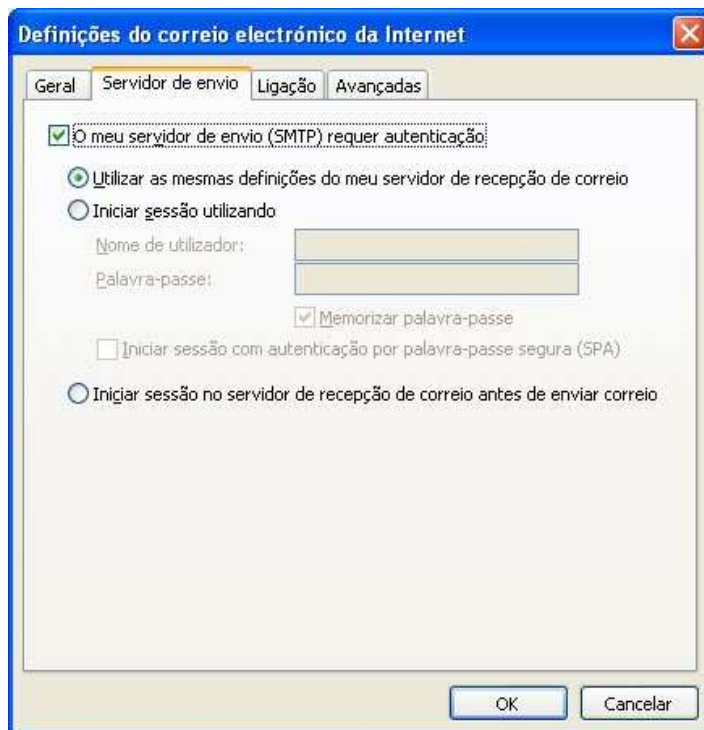 Definições do correio electrónico da Internet
Geral Servidor de envio Ligação Avançadas
O meu servidor de envio (SMTP) requer autenticação
Utilizar as mesmas definições do meu servidor de recepção de correio
Iniciar sessão utilizando
Nome de utilizador:
Palavra-passe:
Memorizar palavra-passe
Iniciar sessão com autenticação por palavra-passe segura (SPA)
Iniciar sessão no servidor de recepção de correio antes de enviar correio
OK Cancelar